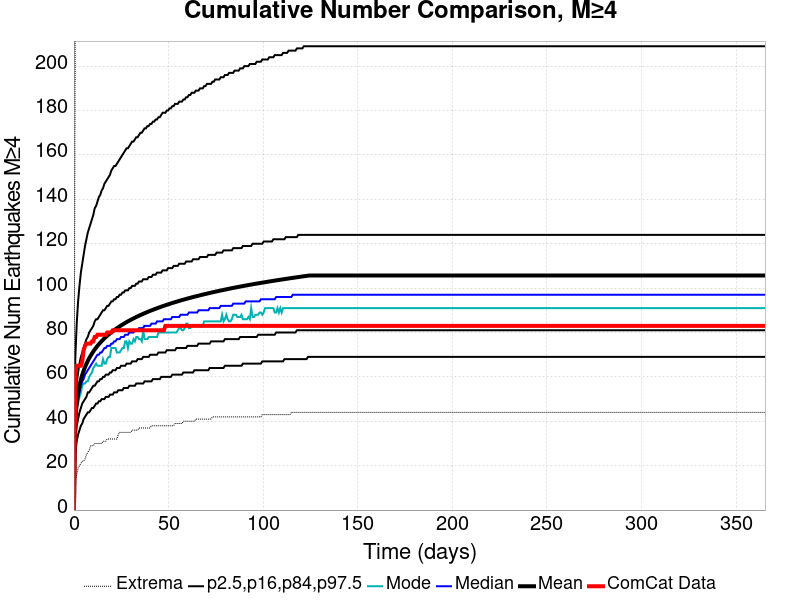 Cumulative Number Comparison, M≥4
Cumulative Num Earthquakes M≥4
200
180
160
140
120
100
80
60
40
20
0
0 50 100 150 200 250 300 350
Time (days)
Extrema p2.5,p16,p84,p97.5 Mode Median Mean ComCat Data